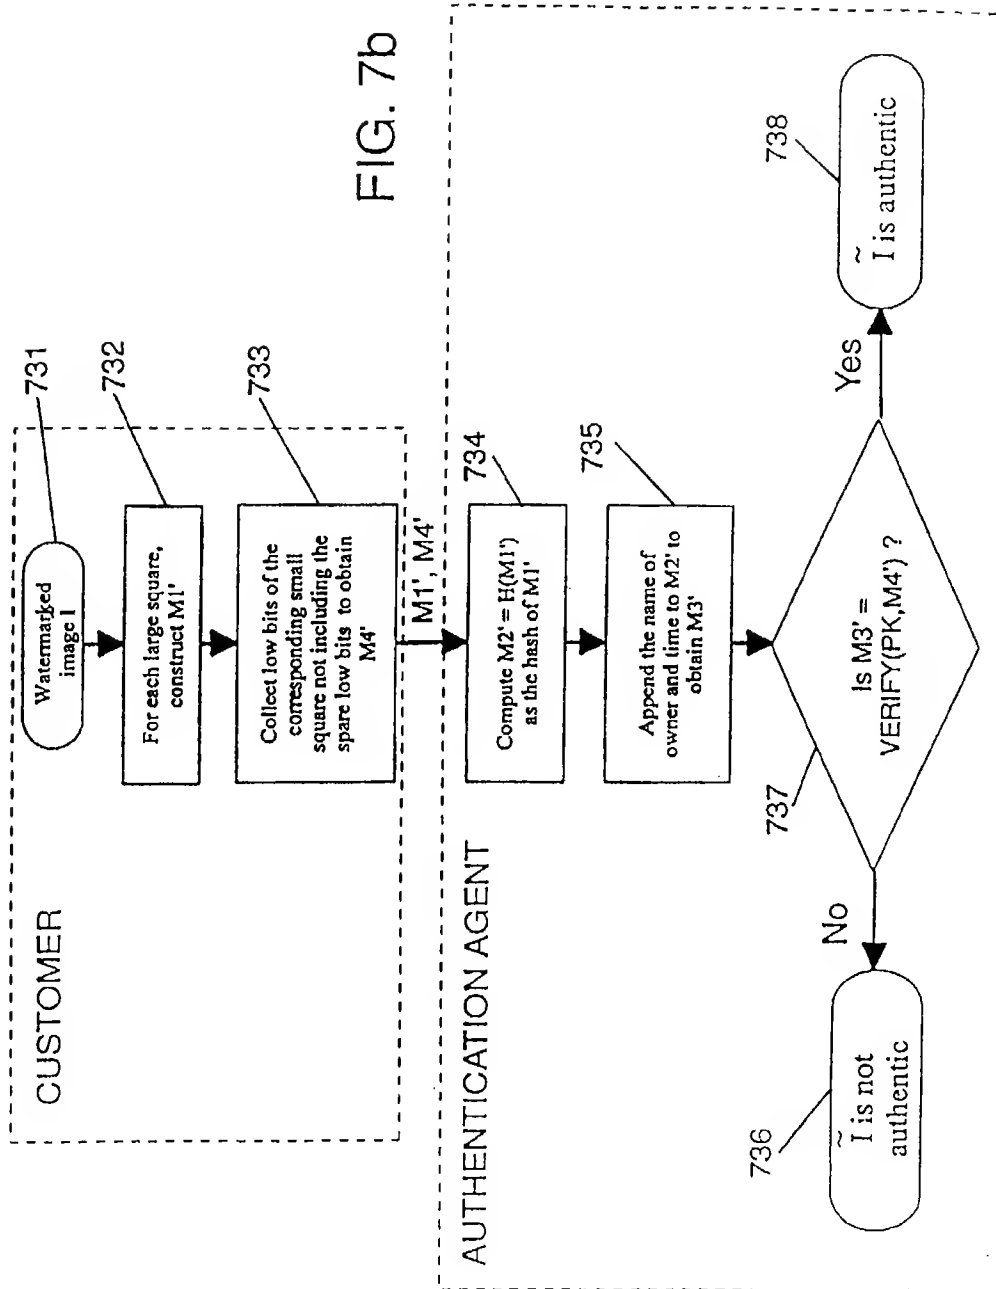 FIG. 7b
CUSTOMER
731
Watermarked
image I
732
For each large square,
construct M1'
733
Collect low bits of the
corresponding small
square not including the
spare low bits to obtain
M4'
M1', M4'
AUTHENTICATION AGENT
734
Compute M2' = H(M1')
as the hash of M1'
735
Append the name of
owner and time to M2' to
obtain M3'
737
Is M3' =
VERIFY(PK,M4') ?
No
Yes
736
Ĩ is not
authentic
738
Ĩ is authentic